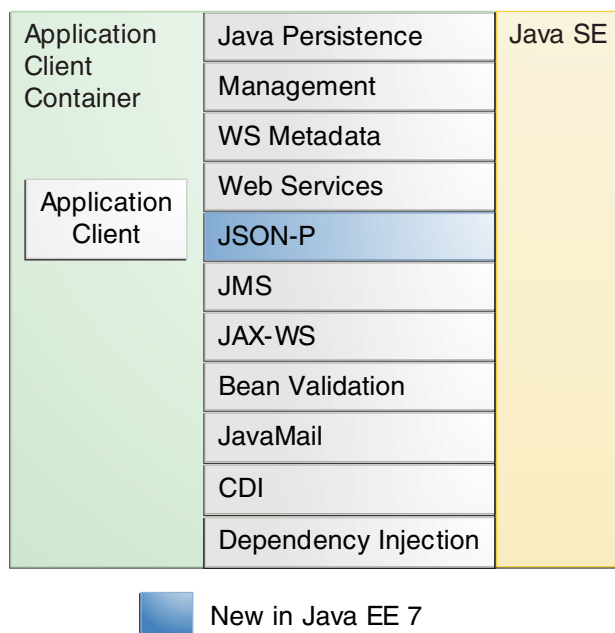 Application
Client
Container
Application
Client
Java Persistence
Management
WS Metadata
Web Services
JSON-P
JMS
JAX-WS
Bean Validation
JavaMail
CDI
Dependency Injection
Java SE
New in Java EE 7